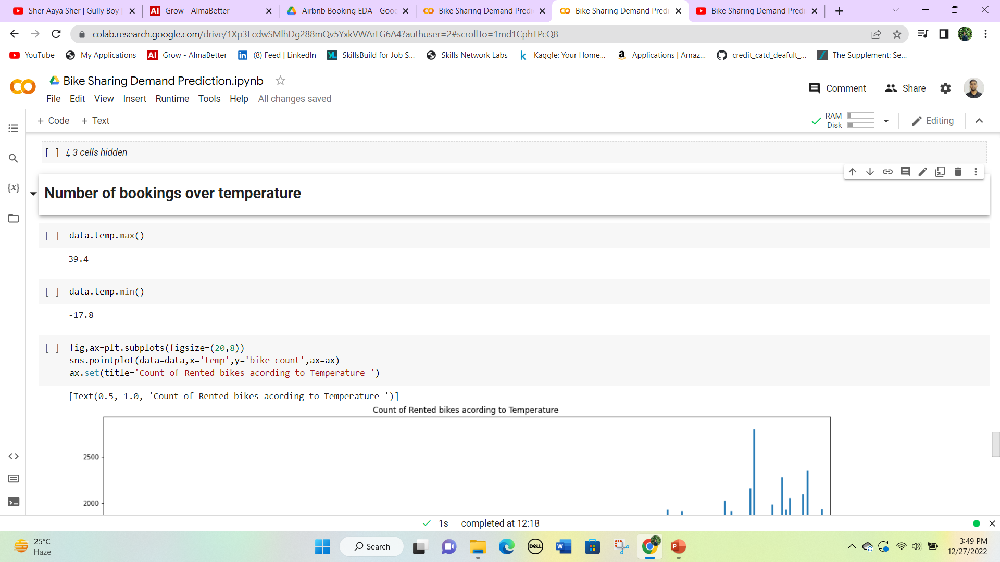 Sher Aaya Sher | Gully Boy
Grow - AlmaBetter
Airbnb Booking EDA - Goo
Bike Sharing Demand Predi
Bike Sharing Demand Predi
Bike Sharing Demand Predi
colab.research.google.com/drive/1Xp3FcdwSMlhDg288mQv5YxkVWArLG6A4?authuser=2#scrollTo=1md1CphTPcQ8
YouTube
My Applications
AI Grow - AlmaBetter
(8) Feed | LinkedIn
SkillsBuild for Job S...
Skills Network Labs
Kaggle: Your Home...
Applications | Amaz...
credit_catd_deafult_...
The Supplement: Se...
Bike Sharing Demand Prediction.ipynb
Comment
Share
File Edit View Insert Runtime Tools Help All changes saved
+ Code + Text
RAM
Disk
Editing
[ ] ↳ 3 cells hidden
Number of bookings over temperature
[ ] data.temp.max()
39.4
[ ] data.temp.min()
-17.8
[ ] fig,ax=plt.subplots(figsize=(20,8))
sns.pointplot(data=data,x='temp',y='bike_count',ax=ax)
ax.set(title='Count of Rented bikes acording to Temperature ')
[Text(0.5, 1.0, 'Count of Rented bikes acording to Temperature ')]
Count of Rented bikes acording to Temperature
2500
2000
1s completed at 12:18
25°C
Haze
Search
3:49 PM
12/27/2022